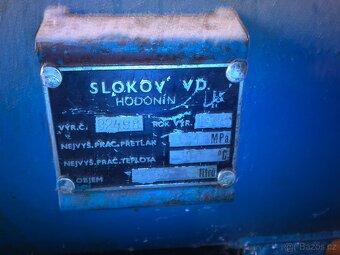 SLOKOV VD.
HODONÍN
VÝR.Č. ROK VÝR.
NEJVYŠ.PRAC.PŘETLAK MPa
NEJVYŠ.PRAC.TEPLOTA °C
OBJEM litrů